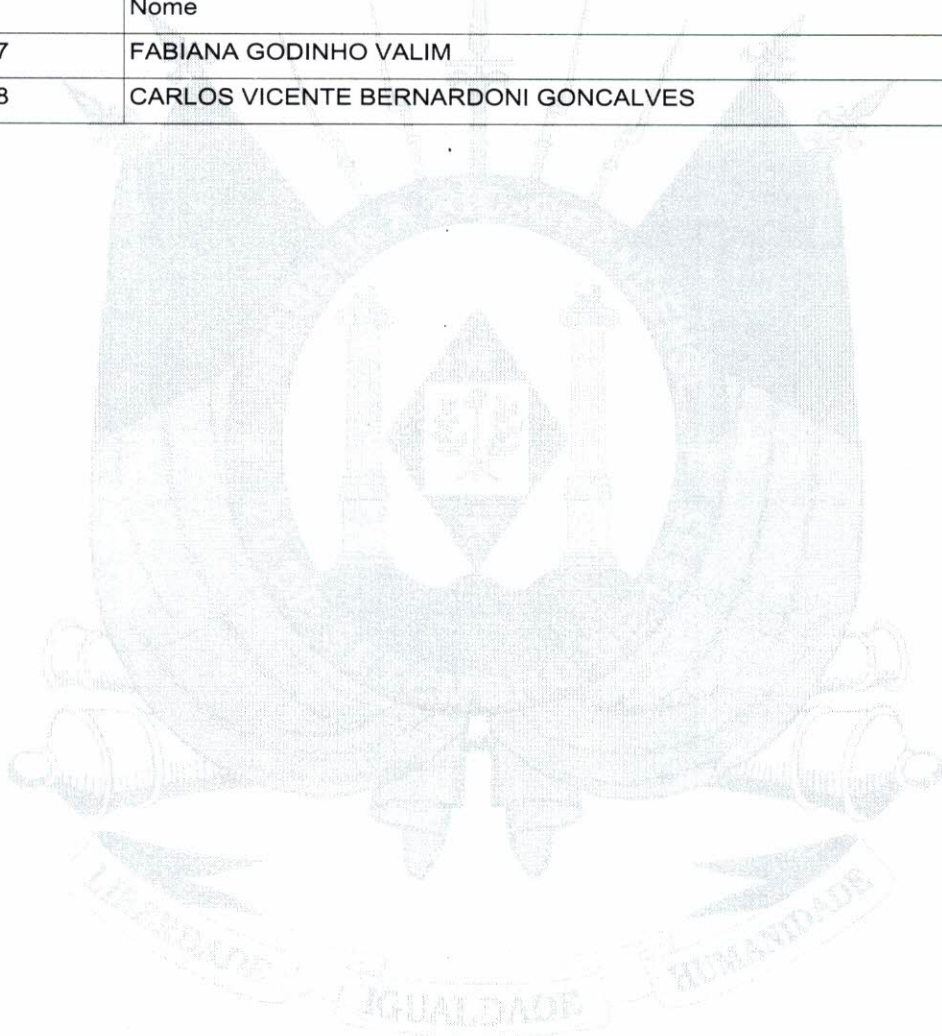 Nome
7 FABIANA GODINHO VALIM
8 CARLOS VICENTE BERNARDONI GONCALVES
LIBERDADE
IGUALDADE
HUMANIDADE